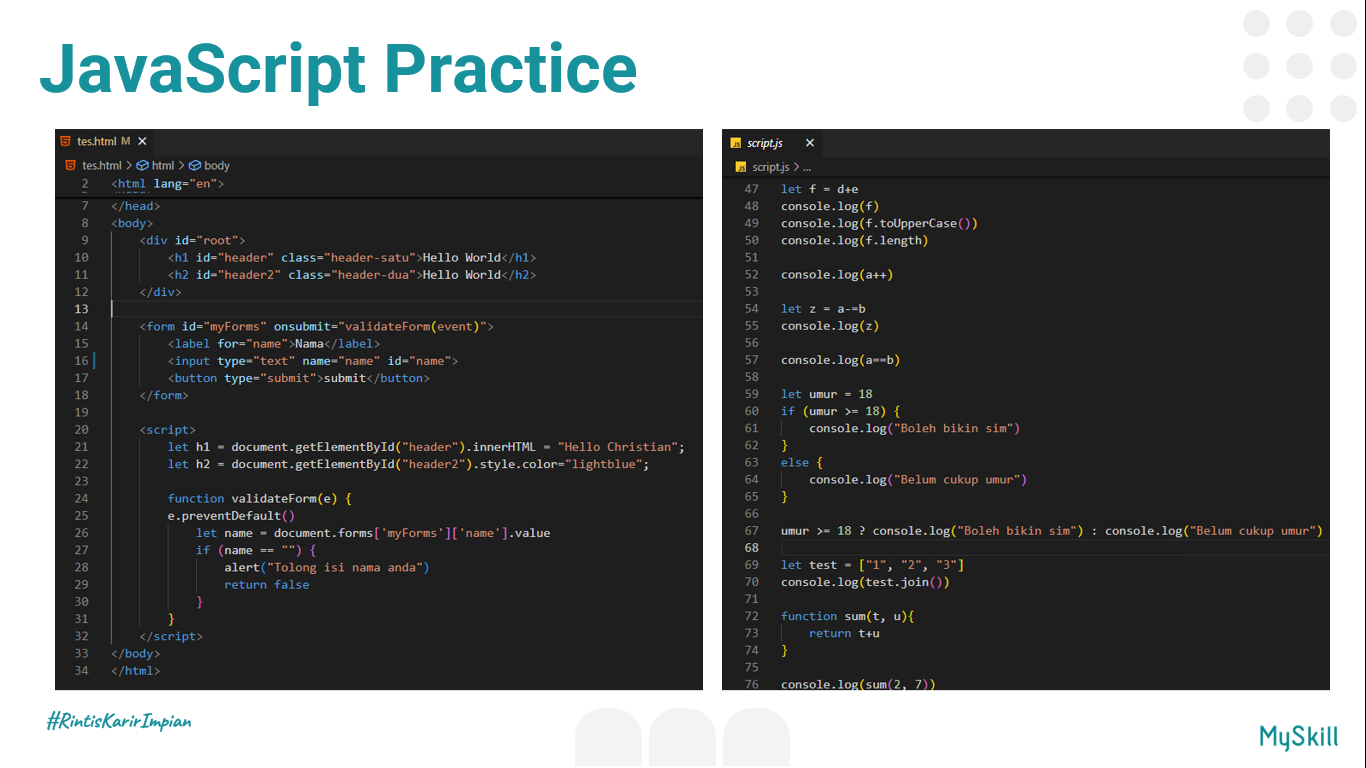 JavaScript Practice
tes.html M ×
tes.html > html > body
2 <html lang="en">
7 </head>
8 <body>
9 <div id="root">
10 <h1 id="header" class="header-satu">Hello World</h1>
11 <h2 id="header2" class="header-dua">Hello World</h2>
12 </div>
13
14 <form id="myForms" onsubmit="validateForm(event)">
15 <label for="name">Nama</label>
16 <input type="text" name="name" id="name">
17 <button type="submit">submit</button>
18 </form>
19
20 <script>
21 let h1 = document.getElementById("header").innerHTML = "Hello Christian";
22 let h2 = document.getElementById("header2").style.color="lightblue";
23
24 function validateForm(e) {
25 e.preventDefault()
26 let name = document.forms['myForms']['name'].value
27 if (name == "") {
28 alert("Tolong isi nama anda")
29 return false
30 }
31 }
32 </script>
33 </body>
34 </html>
script.js ×
script.js > ...
47 let f = d+e
48 console.log(f)
49 console.log(f.toUpperCase())
50 console.log(f.length)
51
52 console.log(a++)
53
54 let z = a-=b
55 console.log(z)
56
57 console.log(a==b)
58
59 let umur = 18
60 if (umur >= 18) {
61 console.log("Boleh bikin sim")
62 }
63 else {
64 console.log("Belum cukup umur")
65 }
66
67 umur >= 18 ? console.log("Boleh bikin sim") : console.log("Belum cukup umur")
68
69 let test = ["1", "2", "3"]
70 console.log(test.join())
71
72 function sum(t, u){
73 return t+u
74 }
75
76 console.log(sum(2, 7))
#RintisKarirImpian
MySkill